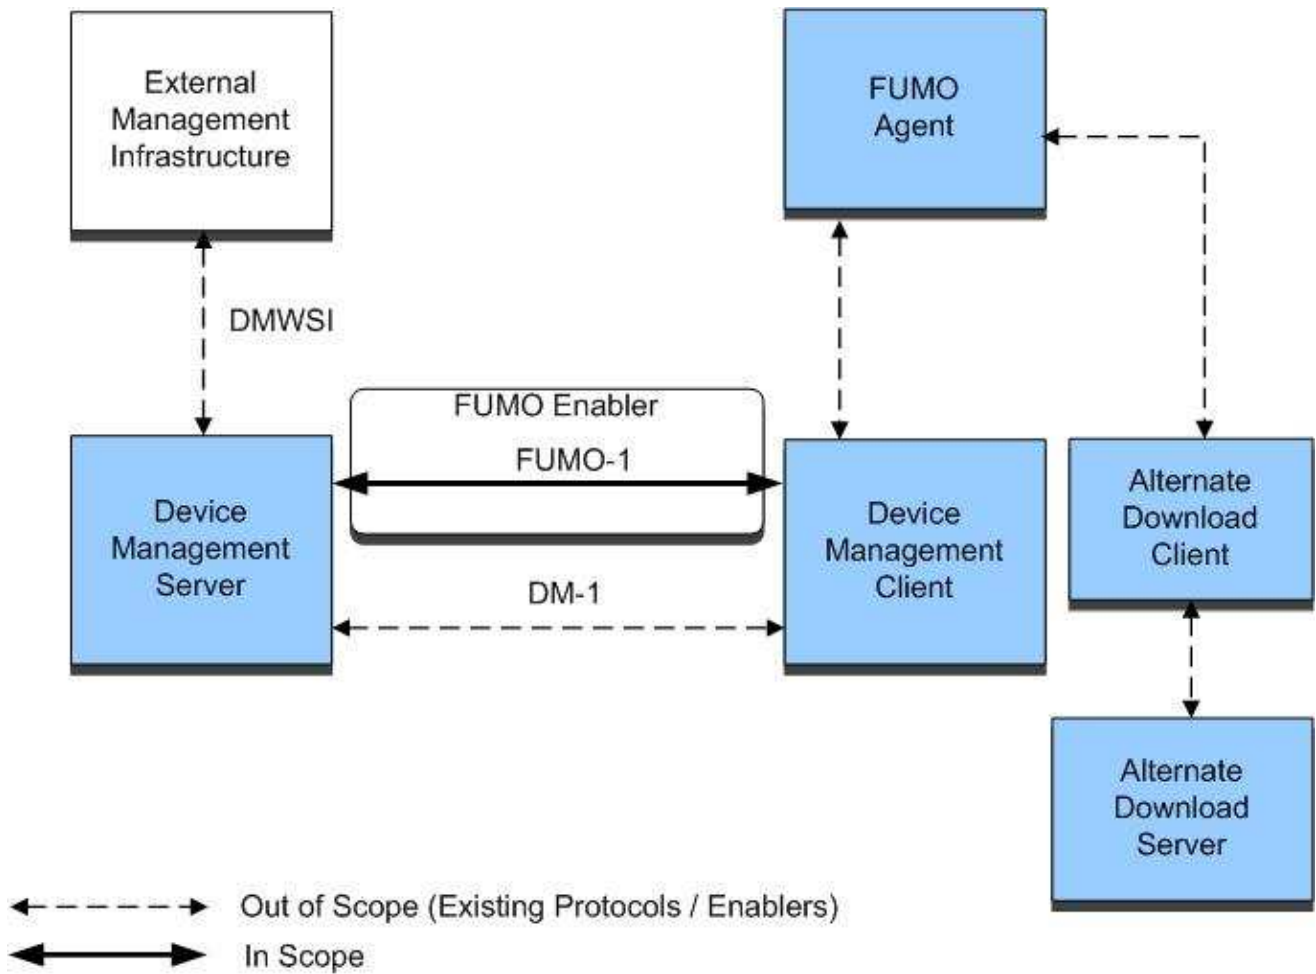 External
Management
Infrastructure
FUMO
Agent
DMWSI
FUMO Enabler
FUMO-1
Device
Management
Server
Device
Management
Client
Alternate
Download
Client
DM-1
Alternate
Download
Server
Out of Scope (Existing Protocols / Enablers)
In Scope